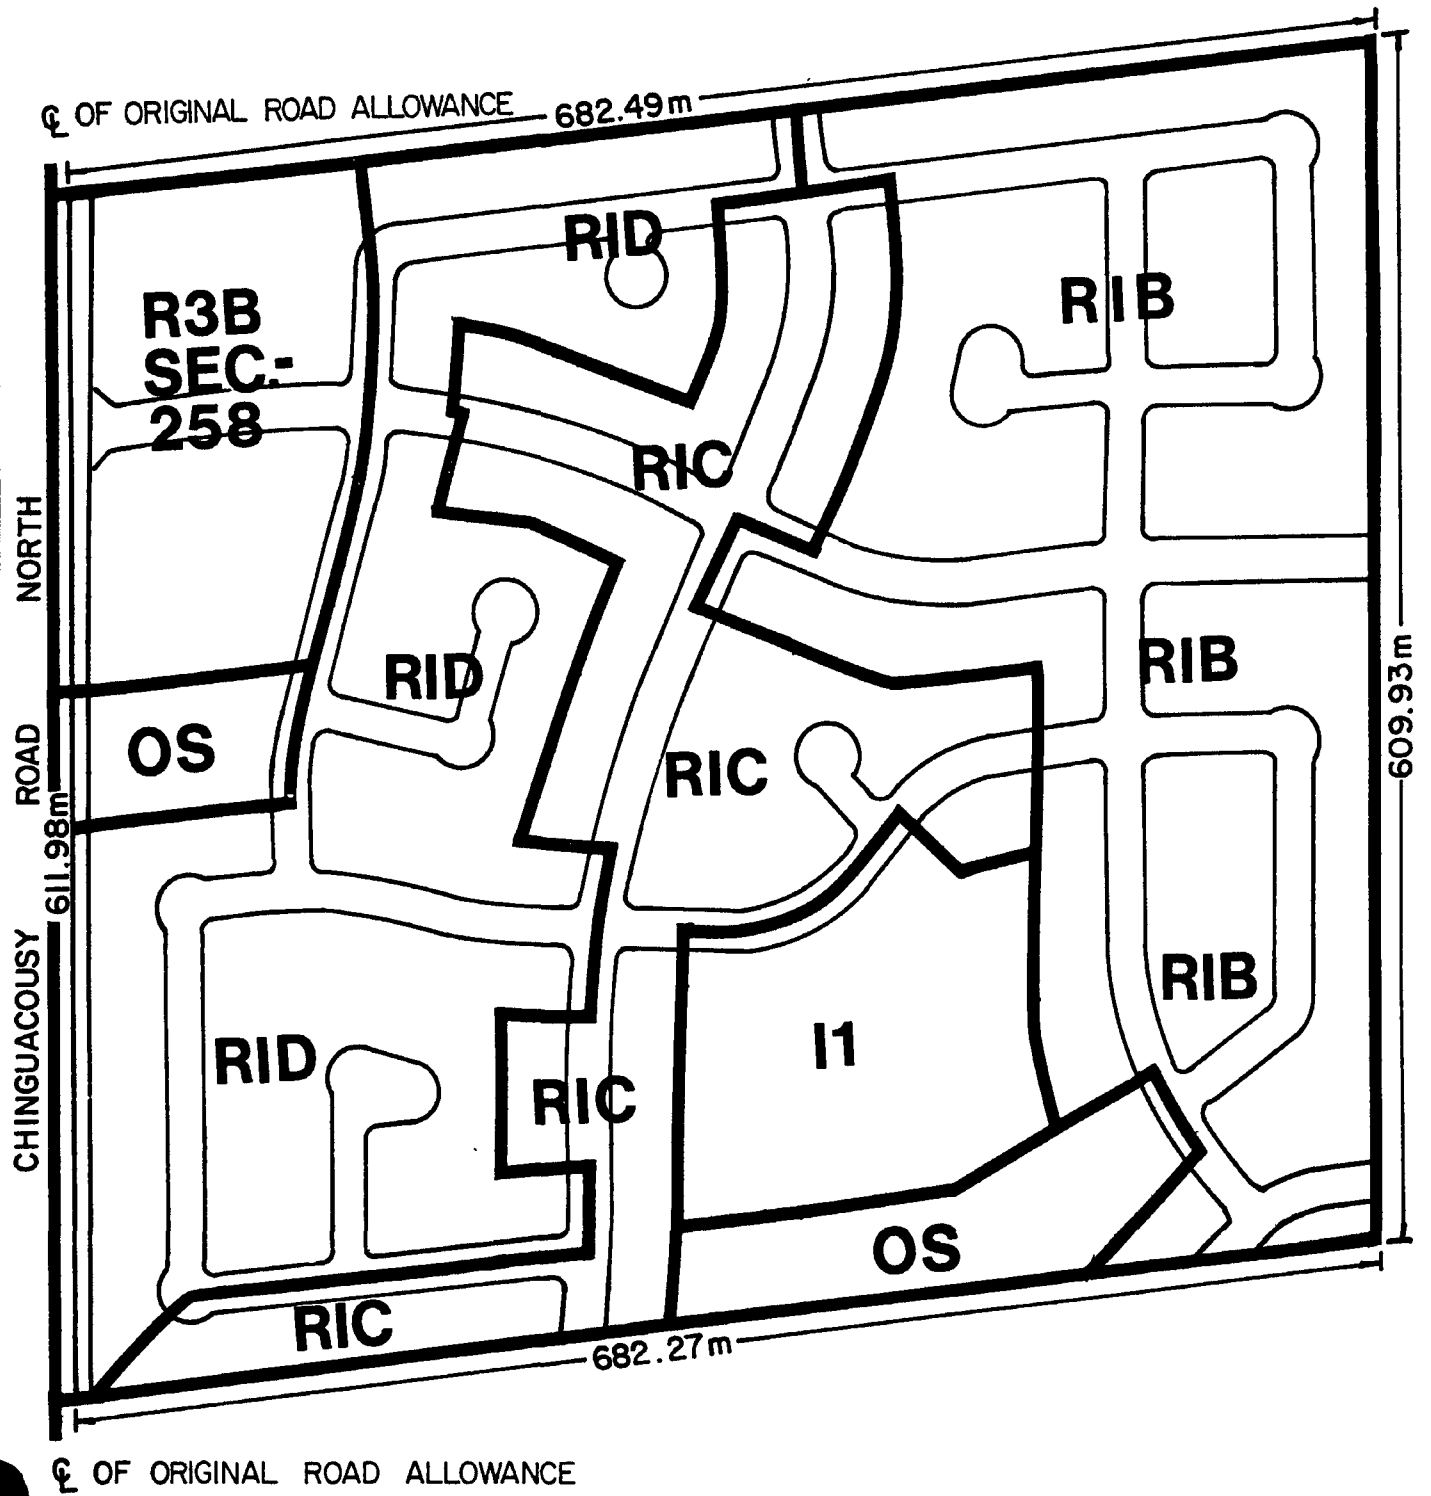 ℄ OF ORIGINAL ROAD ALLOWANCE
682.49m
RID
R3B
SEC.-
258
RIB
RIC
CHINGUACOUSY ROAD NORTH
611.98m
609.93m
RID
RIB
OS
RIC
RIB
RID
I1
RIC
OS
RIC
682.27m
℄ OF ORIGINAL ROAD ALLOWANCE